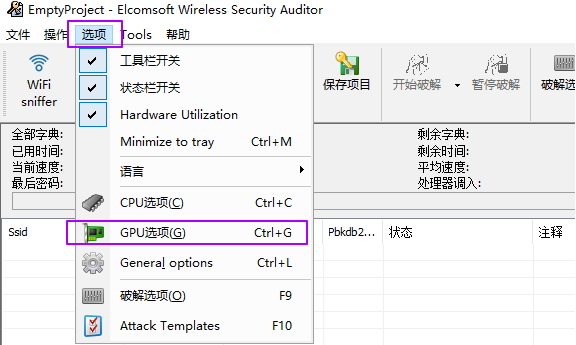 EmptyProject - Elcomsoft Wireless Security Auditor
文件 操作 选项 Tools 帮助
WiFi sniffer
保存项目
开始破解
暂停破解
破解选
工具栏开关
状态栏开关
Hardware Utilization
Minimize to tray Ctrl+M
语言
CPU选项(C) Ctrl+C
GPU选项(G) Ctrl+G
General options Ctrl+L
破解选项(O) F9
Attack Templates F10
全部字典:
已用时间:
当前速度:
最后密码:
剩余字典:
剩余时间:
平均速度:
处理器调入:
Ssid Pbkdb2... 状态 注释